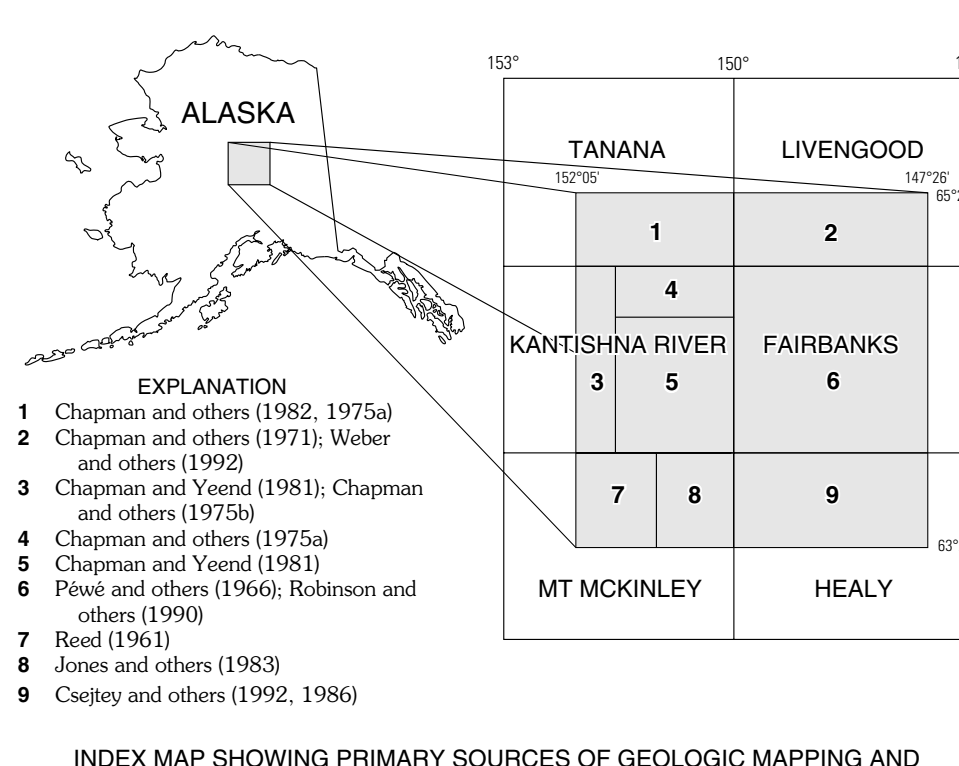 153°
150°
ALASKA
TANANA
LIVENGOOD
152°05'
147°26'
1
2
4
KANTISHNA RIVER
FAIRBANKS
3
5
6
7
8
9
63°
MT MCKINLEY
HEALY
EXPLANATION
1 Chapman and others (1982, 1975a)
2 Chapman and others (1971); Weber
and others (1992)
3 Chapman and Yeend (1981); Chapman
and others (1975b)
4 Chapman and others (1975a)
5 Chapman and Yeend (1981)
6 Péwé and others (1966); Robinson and
others (1990)
7 Reed (1961)
8 Jones and others (1983)
9 Csejtey and others (1992, 1986)
INDEX MAP SHOWING PRIMARY SOURCES OF GEOLOGIC MAPPING AND